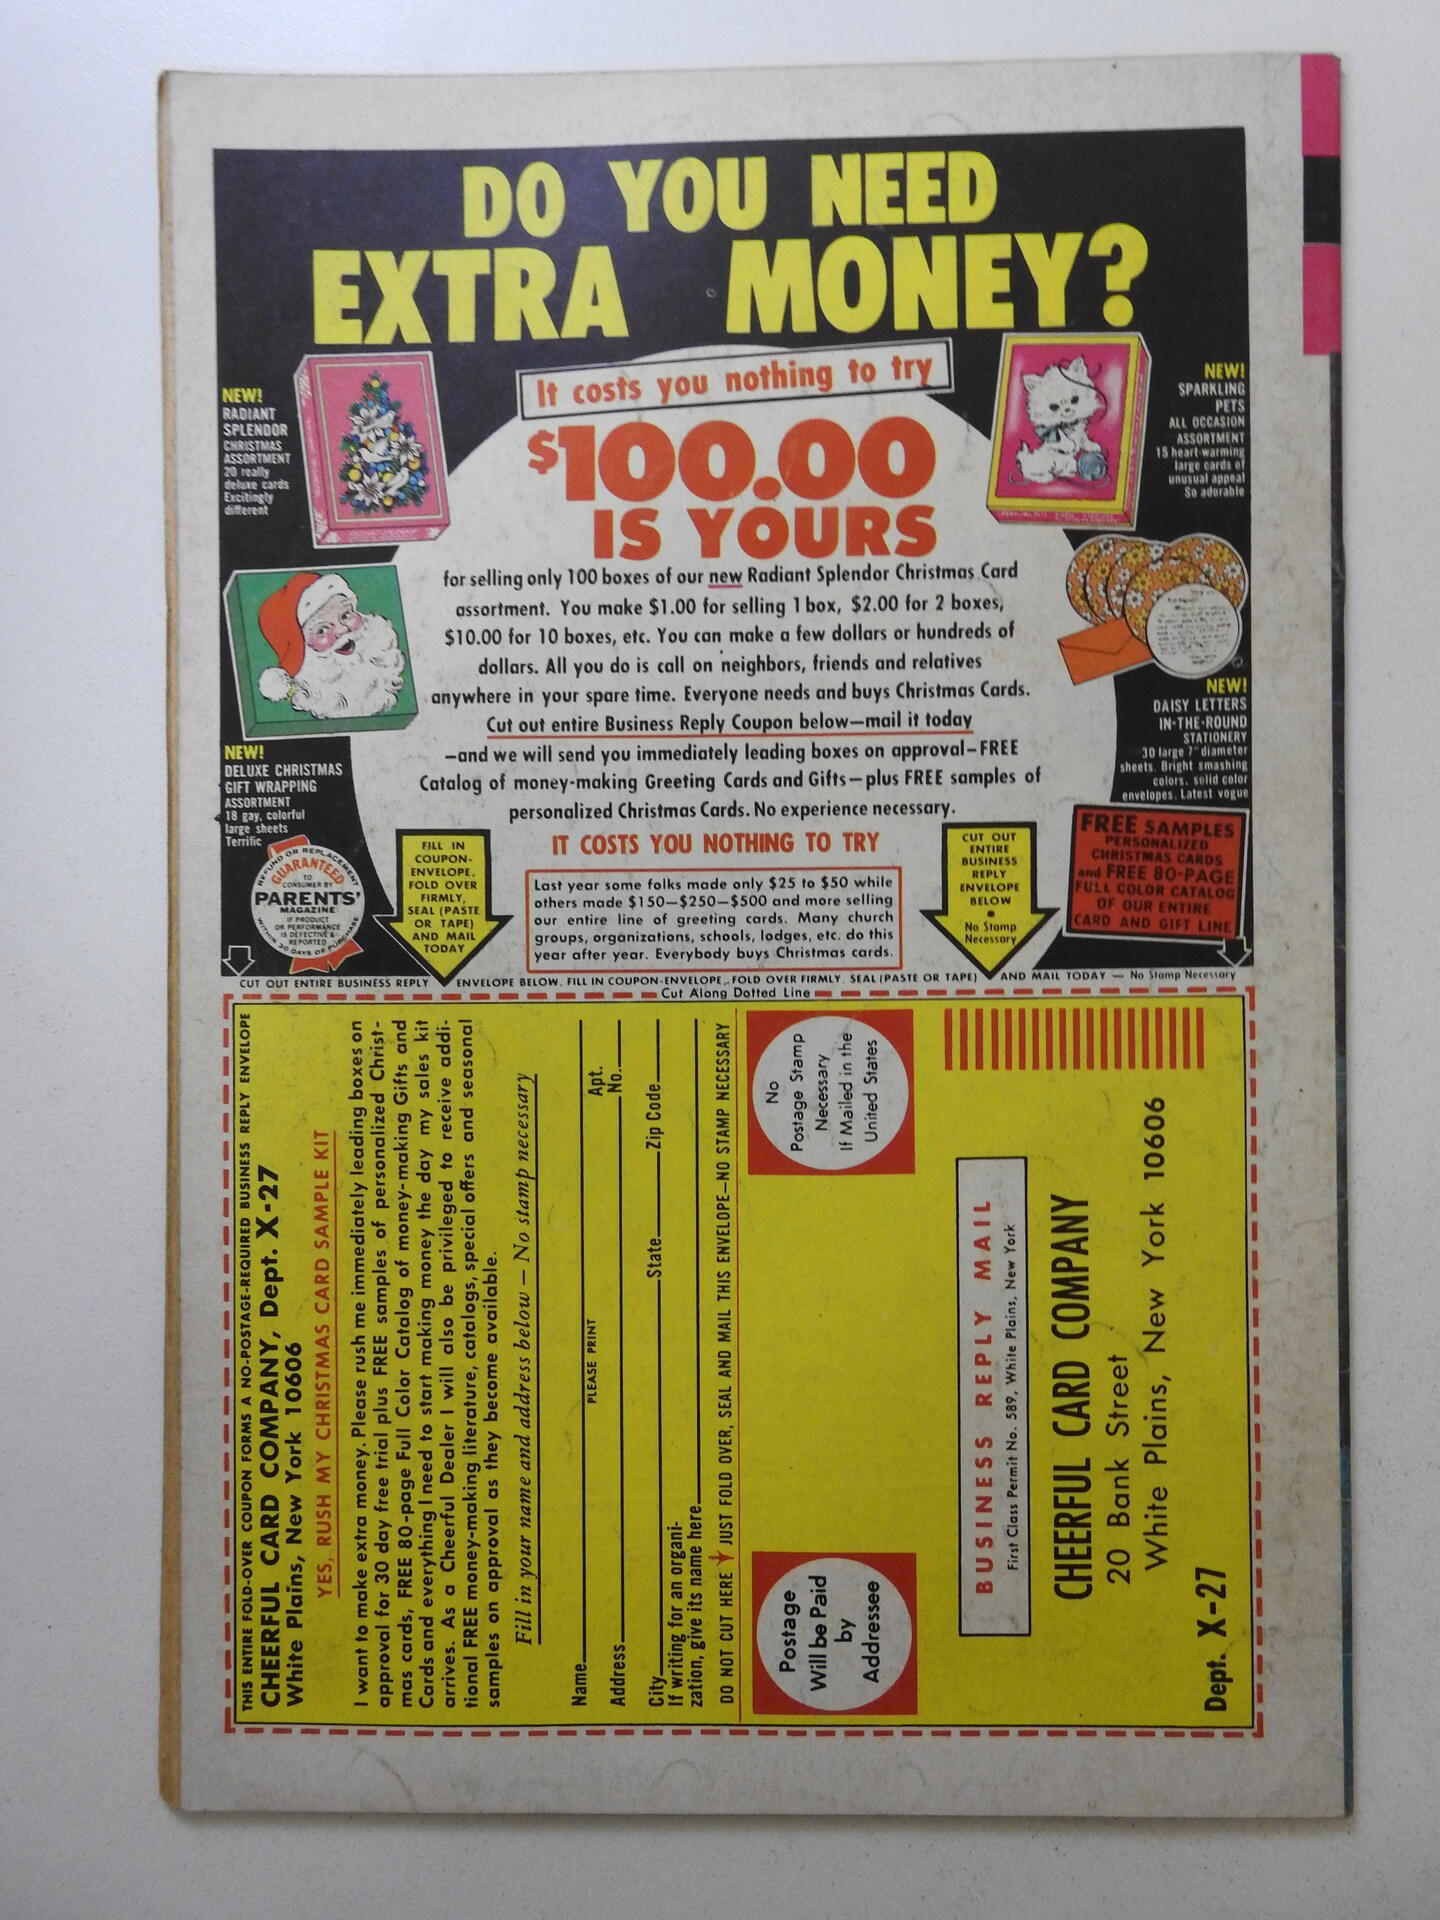 DO YOU NEED
EXTRA MONEY?
It costs you nothing to try
$100.00
IS YOURS
for selling only 100 boxes of our new Radiant Splendor Christmas Card
assortment. You make $1.00 for selling 1 box, $2.00 for 2 boxes,
$10.00 for 10 boxes, etc. You can make a few dollars or hundreds of
dollars. All you do is call on neighbors, friends and relatives
anywhere in your spare time. Everyone needs and buys Christmas Cards.
Cut out entire Business Reply Coupon below—mail it today
—and we will send you immediately leading boxes on approval—FREE
Catalog of money-making Greeting Cards and Gifts—plus FREE samples of
personalized Christmas Cards. No experience necessary.
IT COSTS YOU NOTHING TO TRY
Last year some folks made only $25 to $50 while
others made $150—$250—$500 and more selling
our entire line of greeting cards. Many church
groups, organizations, schools, lodges, etc. do this
year after year. Everybody buys Christmas cards.
NEW!
RADIANT
SPLENDOR
CHRISTMAS
ASSORTMENT
20 really
deluxe cards
Excitingly
different
NEW!
DELUXE CHRISTMAS
GIFT WRAPPING
ASSORTMENT
18 gay, colorful
large sheets
Terrific
NEW!
SPARKLING
PETS
ALL OCCASION
ASSORTMENT
15 heart-warming
large cards of
unusual appeal
So adorable
NEW!
DAISY LETTERS
IN-THE-ROUND
STATIONERY
30 large 7" diameter
sheets. Bright smashing
colors, solid color
envelopes. Latest vogue
REFUND OR REPLACEMENT
GUARANTEED
TO
CONSUMER BY
PARENTS'
MAGAZINE
IF PRODUCT
OR PERFORMANCE
IS DEFECTIVE &
REPORTED
WITHIN 30 DAYS OF PURCHASE
FILL IN
COUPON-
ENVELOPE,
FOLD OVER
FIRMLY,
SEAL (PASTE
OR TAPE)
AND MAIL
TODAY
CUT OUT
ENTIRE
BUSINESS
REPLY
ENVELOPE
BELOW
•
No Stamp
Necessary
FREE SAMPLES
PERSONALIZED
CHRISTMAS CARDS
and FREE 80-PAGE
FULL COLOR CATALOG
OF OUR ENTIRE
CARD AND GIFT LINE
CUT OUT ENTIRE BUSINESS REPLY ENVELOPE BELOW, FILL IN COUPON-ENVELOPE, FOLD OVER FIRMLY, SEAL (PASTE OR TAPE) AND MAIL TODAY — No Stamp Necessary
Cut Along Dotted Line
THIS ENTIRE FOLD-OVER COUPON FORMS A NO-POSTAGE-REQUIRED BUSINESS REPLY ENVELOPE
CHEERFUL CARD COMPANY, Dept. X-27
White Plains, New York 10606
YES, RUSH MY CHRISTMAS CARD SAMPLE KIT
I want to make extra money. Please rush me immediately leading boxes on
approval for 30 day free trial plus FREE samples of personalized Christ-
mas cards, FREE 80-page Full Color Catalog of money-making Gifts and
Cards and everything I need to start making money the day my sales kit
arrives. As a Cheerful Dealer I will also be privileged to receive addi-
tional FREE money-making literature, catalogs, special offers and seasonal
samples on approval as they become available.
Fill in your name and address below — No stamp necessary
Name
PLEASE PRINT
Address Apt. No.
City State Zip Code
If writing for an organi-
zation, give its name here
DO NOT CUT HERE JUST FOLD OVER, SEAL AND MAIL THIS ENVELOPE—NO STAMP NECESSARY
Postage
Will be Paid
by
Addressee
No
Postage Stamp
Necessary
If Mailed in the
United States
BUSINESS REPLY MAIL
First Class Permit No. 589, White Plains, New York
CHEERFUL CARD COMPANY
20 Bank Street
White Plains, New York 10606
Dept. X-27